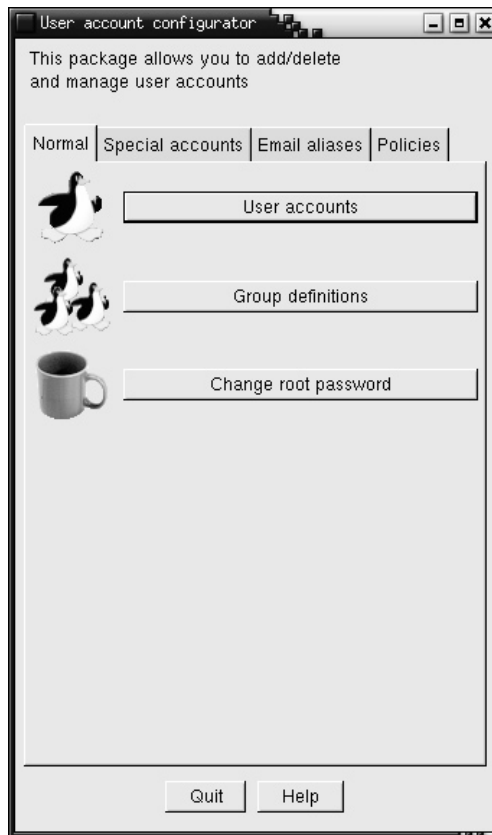 User account configurator
This package allows you to add/delete
and manage user accounts
Normal Special accounts Email aliases Policies
User accounts
Group definitions
Change root password
Quit Help